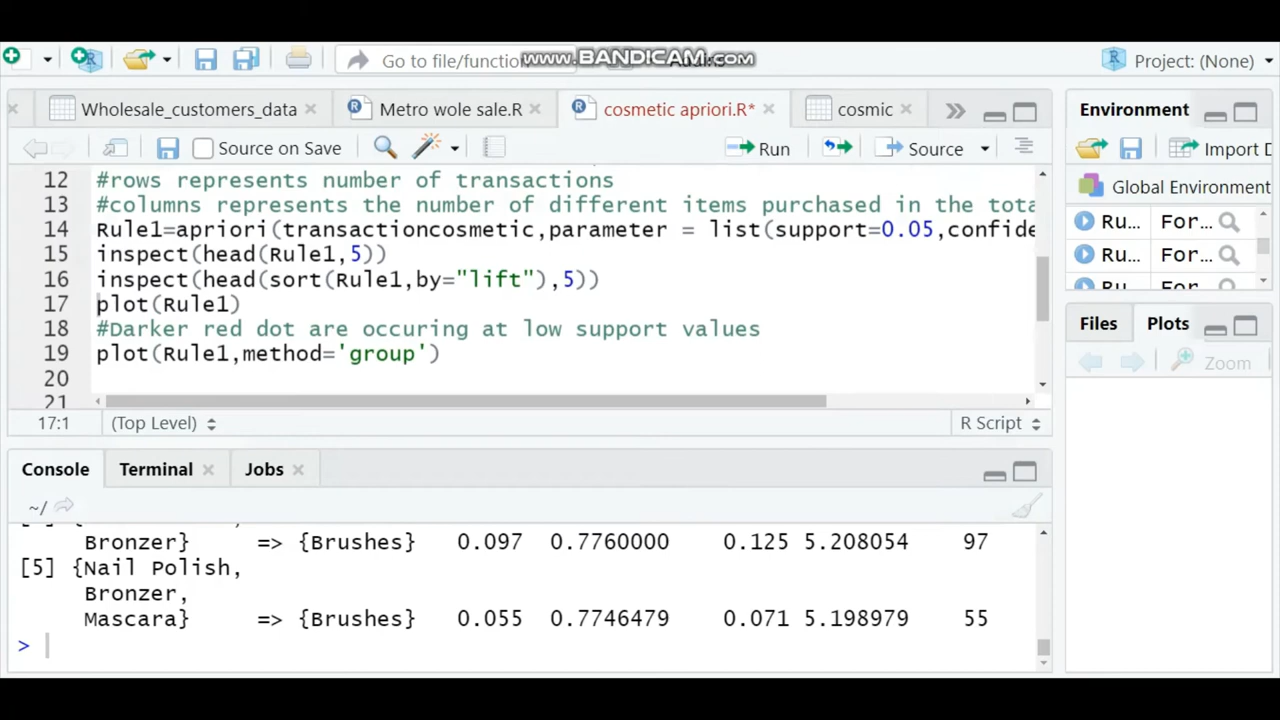 Go to file/function
www.BANDICAM.com
Project: (None)
Wholesale_customers_data
Metro wole sale.R
cosmetic apriori.R*
cosmic
Environment
Source on Save
Run
Source
Import D
12 #rows represents number of transactions
13 #columns represents the number of different items purchased in the tota
14 Rule1=apriori(transactioncosmetic,parameter = list(support=0.05,confide
15 inspect(head(Rule1,5))
16 inspect(head(sort(Rule1,by="lift"),5))
17 plot(Rule1)
18 #Darker red dot are occuring at low support values
19 plot(Rule1,method='group')
20
21
Global Environment
Ru... For...
Ru... For...
Files Plots
Zoom
17:1 (Top Level) R Script
Console Terminal Jobs
~/
Bronzer} => {Brushes} 0.097 0.7760000 0.125 5.208054 97
[5] {Nail Polish,
Bronzer,
Mascara} => {Brushes} 0.055 0.7746479 0.071 5.198979 55
>